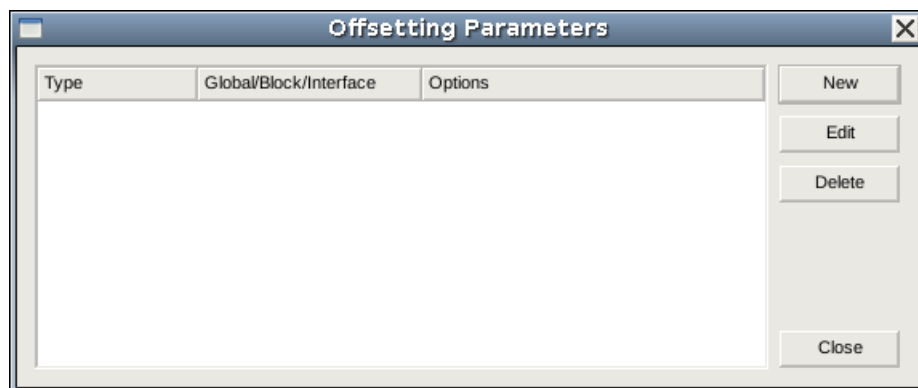 Offsetting Parameters
Type Global/Block/Interface Options
New
Edit
Delete
Close